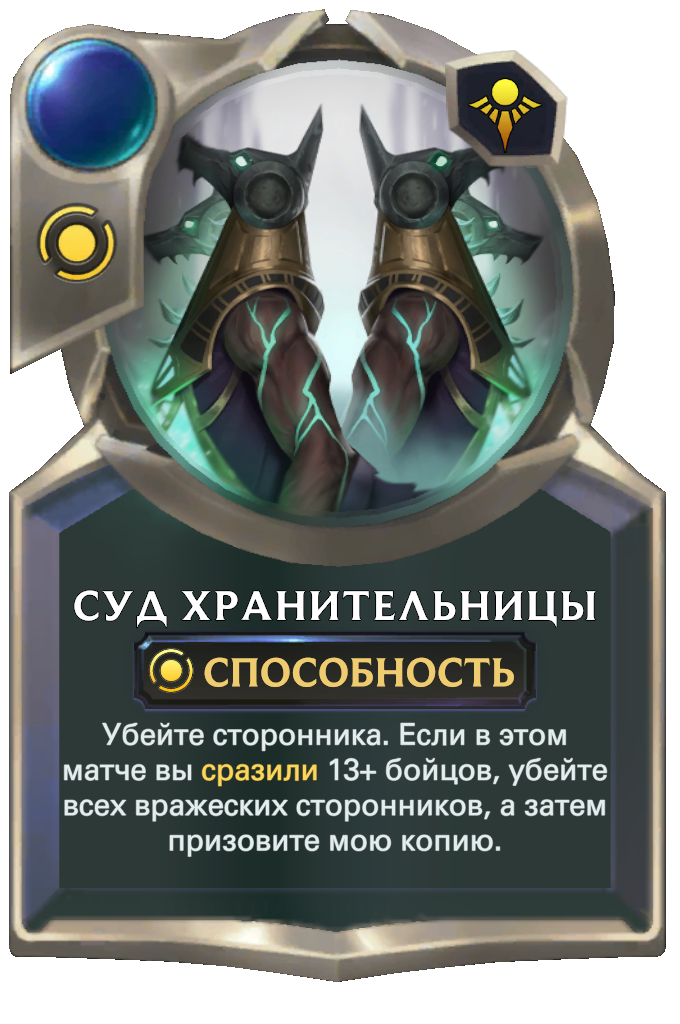 СУД ХРАНИТЕЛЬНИЦЫ
СПОСОБНОСТЬ
Убейте сторонника. Если в этом
матче вы сразили 13+ бойцов, убейте
всех вражеских сторонников, а затем
призовите мою копию.